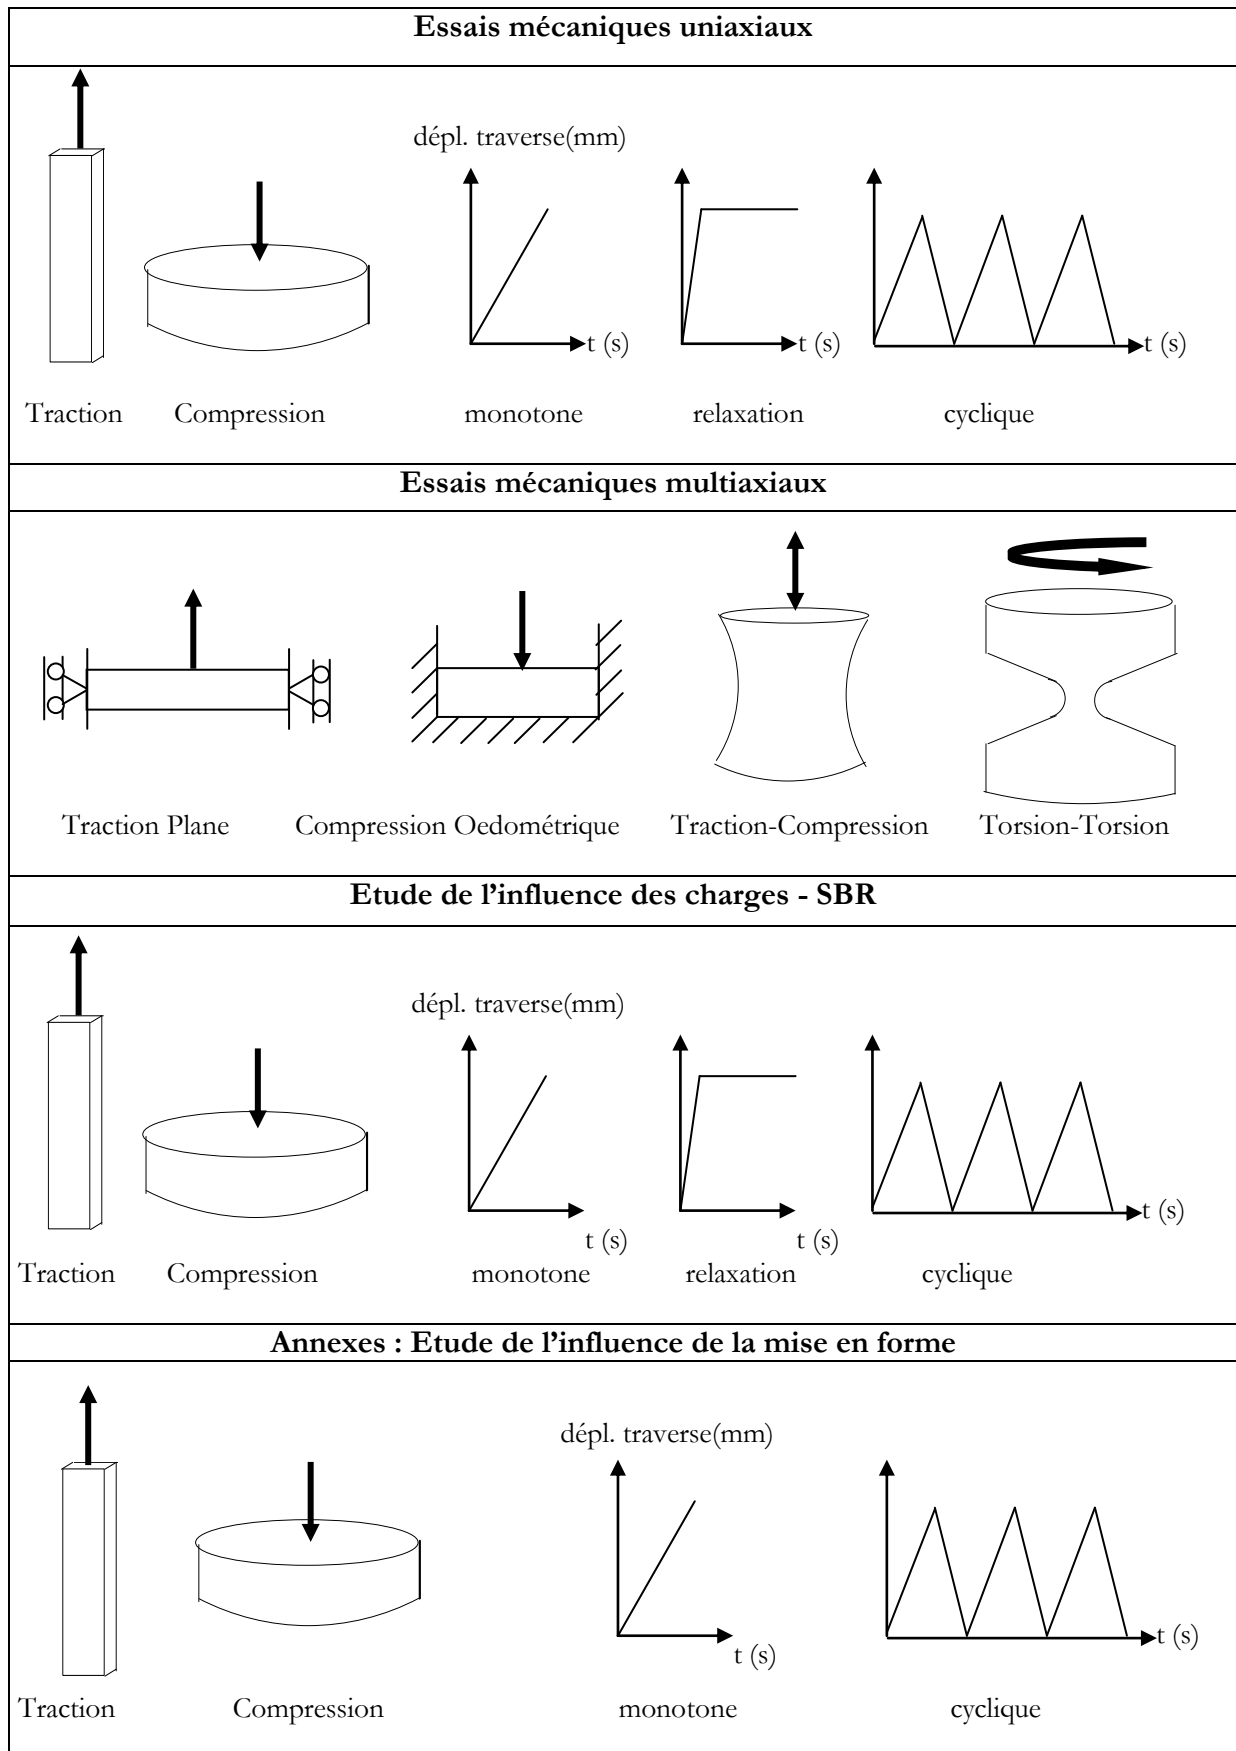 Essais mécaniques uniaxiaux
dépl. traverse(mm)
t (s) t (s) t (s)
Traction Compression monotone relaxation cyclique
Essais mécaniques multiaxiaux
Traction Plane Compression Oedométrique Traction-Compression Torsion-Torsion
Etude de l'influence des charges - SBR
dépl. traverse(mm)
t (s)
t (s) t (s)
Traction Compression monotone relaxation cyclique
Annexes : Etude de l'influence de la mise en forme
dépl. traverse(mm)
t (s)
t (s)
Traction Compression monotone cyclique